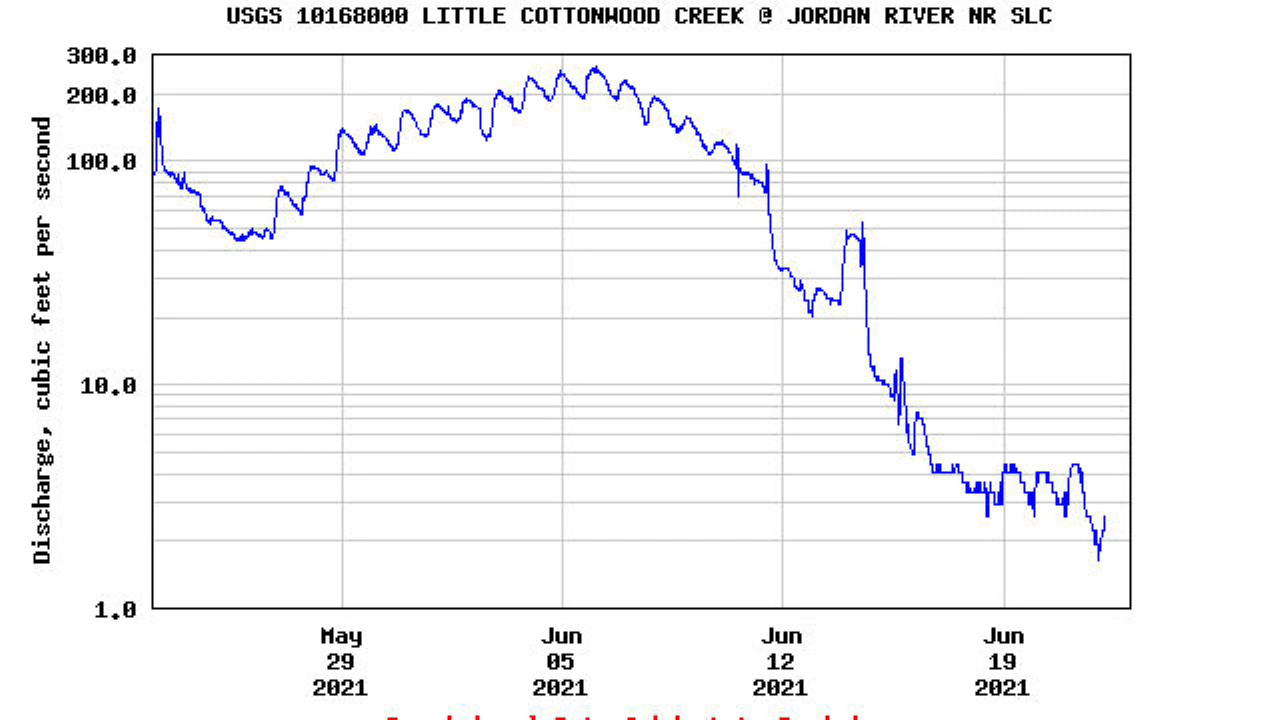 USGS 10168000 LITTLE COTTONWOOD CREEK @ JORDAN RIVER NR SLC
300.0
200.0
100.0
10.0
1.0
Discharge, cubic feet per second
May 29 2021
Jun 05 2021
Jun 12 2021
Jun 19 2021